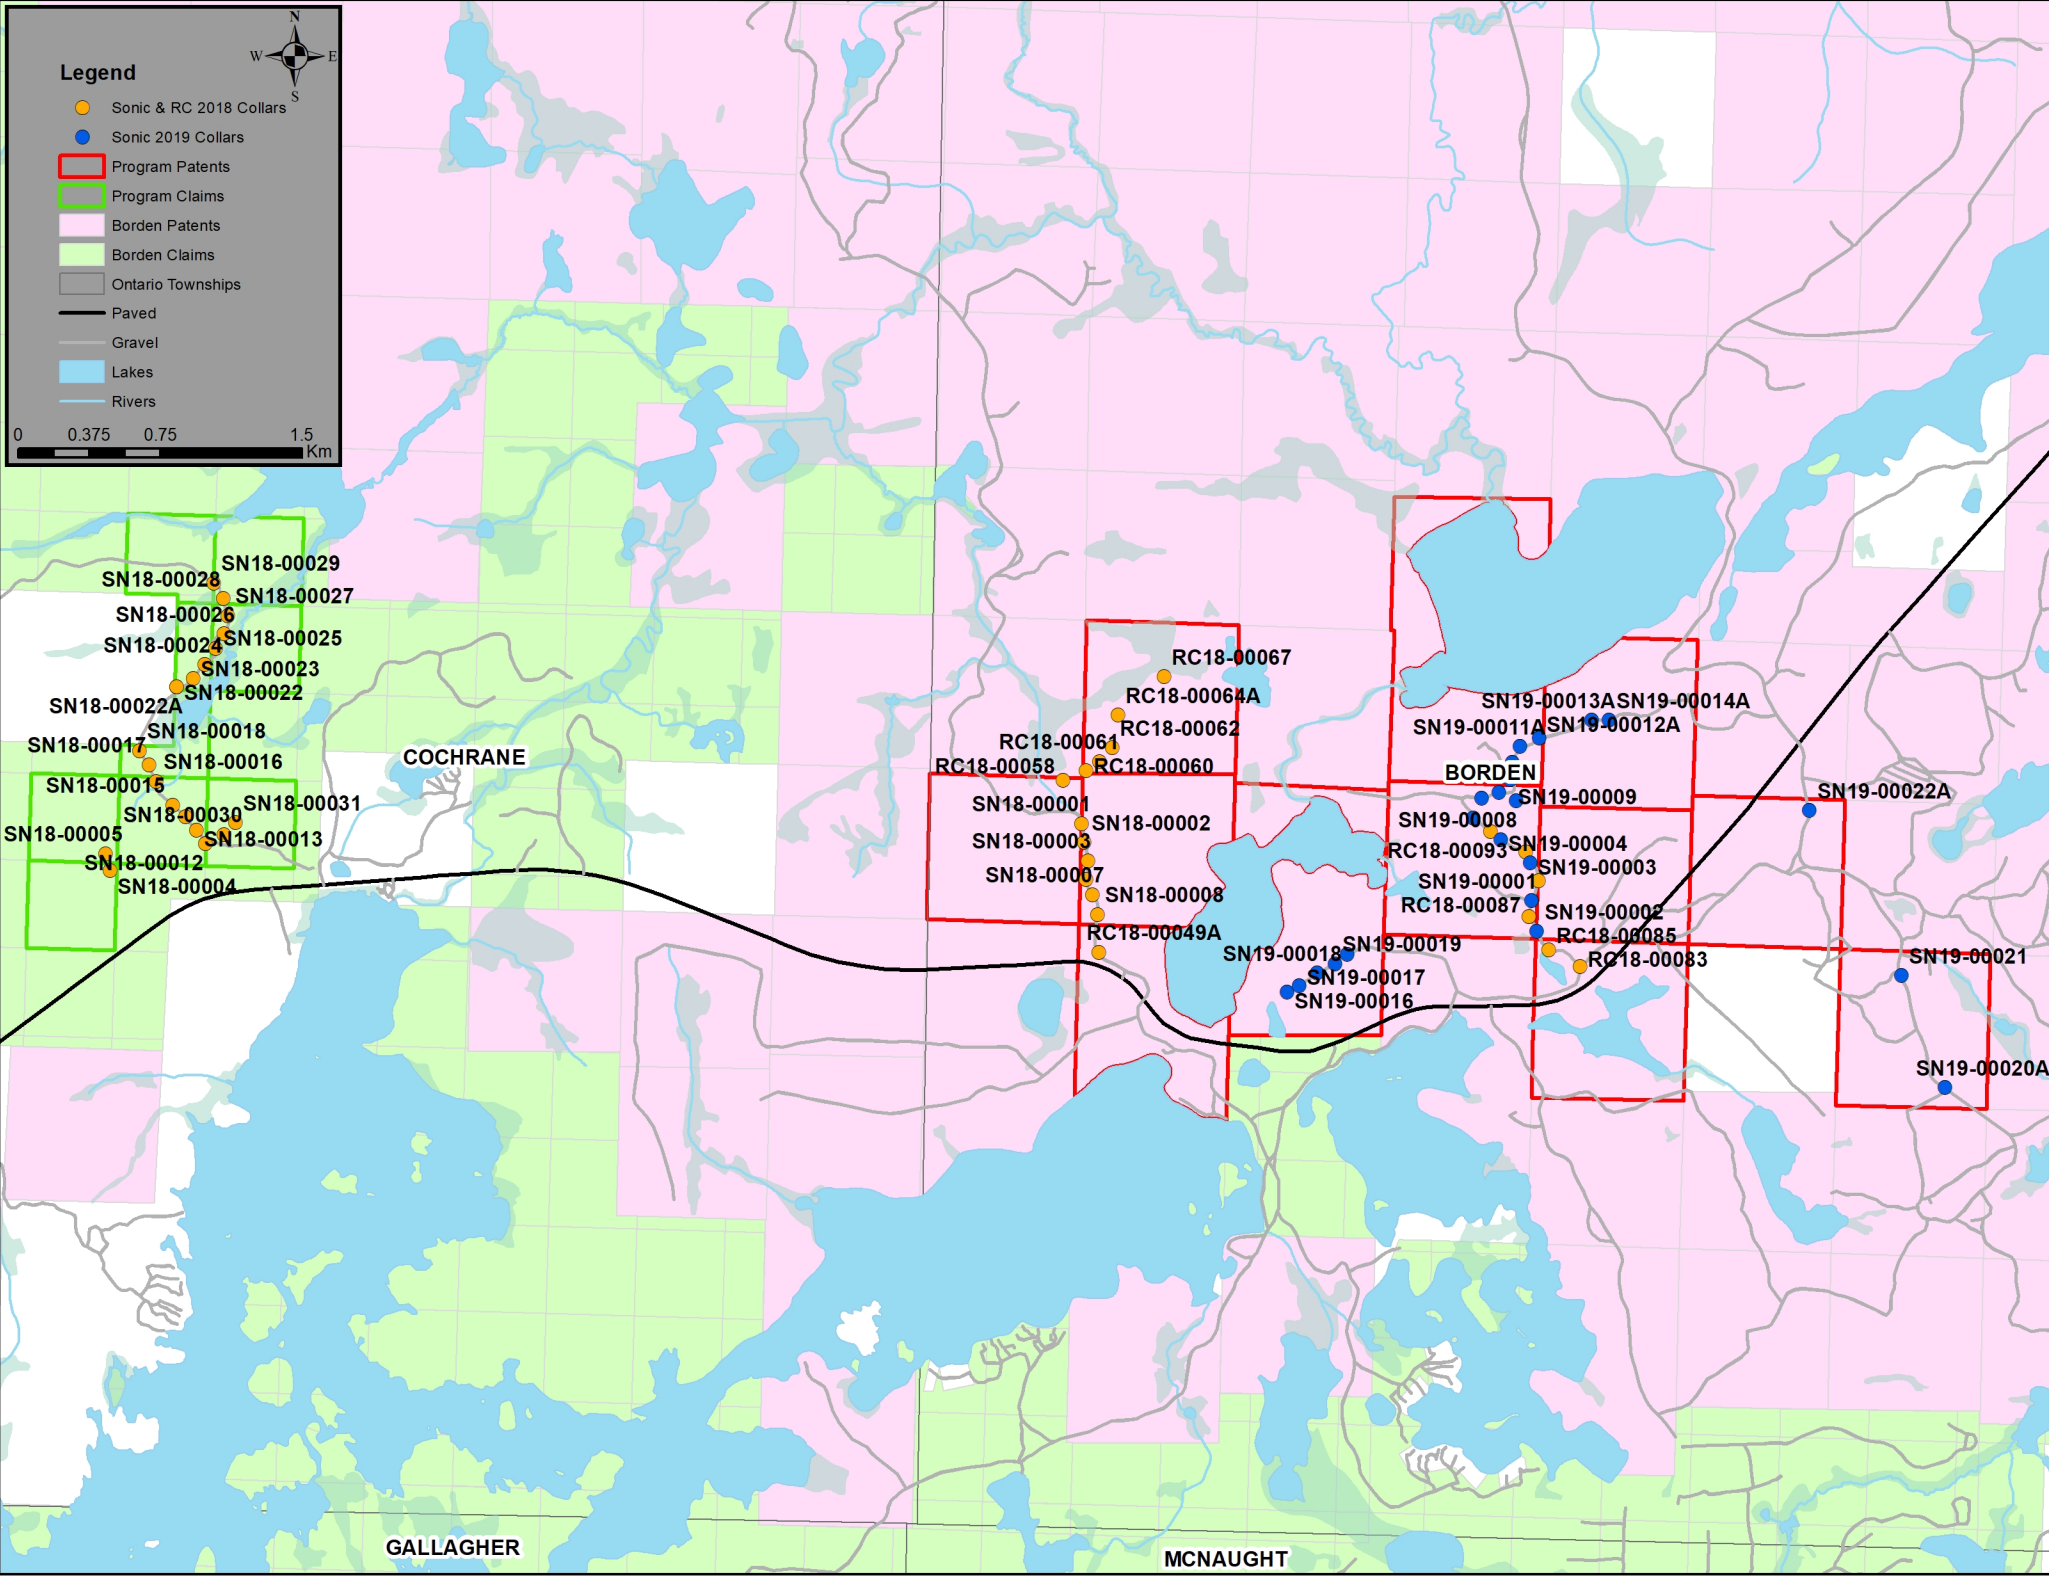 N
W E
S
Legend
Sonic & RC 2018 Collars
Sonic 2019 Collars
Program Patents
Program Claims
Borden Patents
Borden Claims
Ontario Townships
Paved
Gravel
Lakes
Rivers
0 0.375 0.75 1.5
Km
SN18-00029
SN18-00028
SN18-00027
SN18-00026
SN18-00025
SN18-00024
SN18-00023
SN18-00022
SN18-00022A
SN18-00018
SN18-00017
SN18-00016
SN18-00015
SN18-00031
SN18-00030
SN18-00005
SN18-00013
SN18-00012
SN18-00004
COCHRANE
RC18-00067
RC18-00064A
RC18-00062
RC18-00061
RC18-00058
RC18-00060
SN18-00001
SN18-00002
SN18-00003
SN18-00007
SN18-00008
RC18-00049A
SN19-00013A
SN19-00014A
SN19-00011A
SN19-00012A
BORDEN
SN19-00009
SN19-00008
SN19-00004
RC18-00093
SN19-00003
SN19-00001
RC18-00087
SN19-00002
RC18-00085
RC18-00083
SN19-00019
SN19-00018
SN19-00017
SN19-00016
SN19-00022A
SN19-00021
SN19-00020A
GALLAGHER
MCNAUGHT